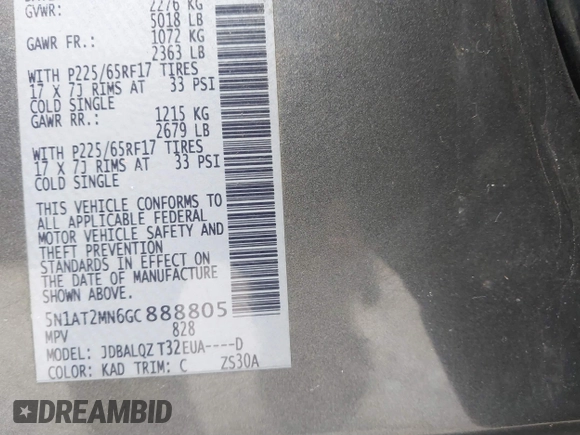 GVWR: 2276 KG
5018 LB
GAWR FR.: 1072 KG
2363 LB
WITH P225/65RF17 TIRES
17 X 7J RIMS AT 33 PSI
COLD SINGLE
GAWR RR.: 1215 KG
2679 LB
WITH P225/65RF17 TIRES
17 X 7J RIMS AT 33 PSI
COLD SINGLE
THIS VEHICLE CONFORMS TO
ALL APPLICABLE FEDERAL
MOTOR VEHICLE SAFETY AND
THEFT PREVENTION
STANDARDS IN EFFECT ON
THE DATE OF MANUFACTURE
SHOWN ABOVE.
5N1AT2MN6GC888805
MPV 828
MODEL: JDBALQZ T32EUA----D
COLOR: KAD TRIM: C ZS30A
DREAMBID